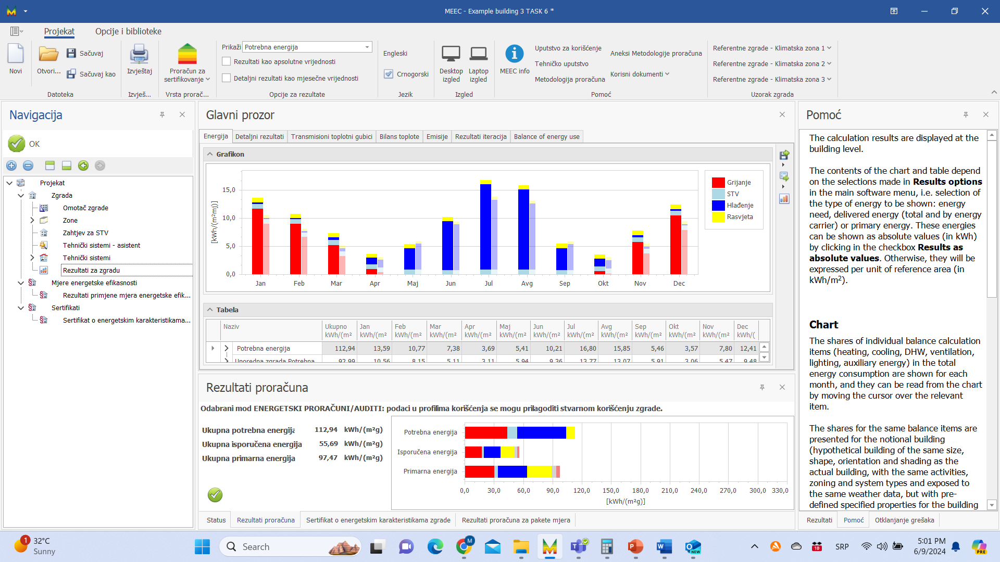 MEEC - Example building 3 TASK 6 *
Projekat
Opcije i biblioteke
Novi
Otvori...
Sačuvaj
Sačuvaj kao
Datoteka
Izvještaj
Izvješ...
Proračun za
sertifikovanje
Vrsta prorač...
Prikaži Potrebna energija
Rezultati kao apsolutne vrijednosti
Detaljni rezultati kao mjesečne vrijednosti
Opcije za rezultate
Engleski
Crnogorski
Jezik
Desktop
izgled
Laptop
izgled
Izgled
MEEC info
Uputstvo za korišćenje
Tehničko uputstvo
Metodologija proračuna
Aneksi Metodologije proračuna
Korisni dokumenti
Pomoć
Referentne zgrade - Klimatska zona 1
Referentne zgrade - Klimatska zona 2
Referentne zgrade - Klimatska zona 3
Uzorak zgrada
Navigacija
OK
Projekat
Zgrada
Omotač zgrade
Zone
Zahtjev za STV
Tehnički sistemi - asistent
Tehnički sistemi
Rezultati za zgradu
Mjere energetske efikasnosti
Rezultati primjene mjera energetske efik...
Sertifikati
Sertifikat o energetskim karakteristikama...
Glavni prozor
Energija
Detaljni rezultati
Transmisioni toplotni gubici
Bilans toplote
Emisije
Rezultati iteracija
Balance of energy use
Grafikon
[kWh/(m²mj)]
15,0
10,0
5,0
0,0
Jan Feb Mar Apr Maj Jun Jul Avg Sep Okt Nov Dec
Grijanje
STV
Hlađenje
Rasvjeta
Tabela
Naziv Ukupno Jan Feb Mar Apr Maj Jun Jul Avg Sep Okt Nov Dec
kWh/(m² kWh/(m² kWh/(m² kWh/(m² kWh/(m² kWh/(m² kWh/(m² kWh/(m² kWh/(m² kWh/(m² kWh/(m² kWh/(m² kWh/(
Potrebna energija 112,94 13,59 10,77 7,38 3,69 5,41 10,21 16,80 15,85 5,46 3,57 7,80 12,41
Uporedna zgrada Potrebna 92,99 10,56 8,15 5,11 3,11 5,94 9,36 13,77 13,07 5,91 3,06 5,47 9,48
Rezultati proračuna
Odabrani mod ENERGETSKI PRORAČUNI/AUDITI: podaci u profilima korišćenja se mogu prilagoditi stvarnom korišćenju zgrade.
Ukupna potrebna energija 112,94 kWh/(m²g)
Ukupna isporučena energija 55,69 kWh/(m²g)
Ukupna primarna energija 97,47 kWh/(m²g)
Potrebna energija
Isporučena energija
Primarna energija
0,0 30,0 60,0 90,0 120,0 150,0 180,0 210,0 240,0 270,0 300,0 330,0
[kWh/(m²g)]
Status
Rezultati proračuna
Sertifikat o energetskim karakteristikama zgrade
Rezultati proračuna za pakete mjera
Pomoć
The calculation results are displayed at the
building level.
The contents of the chart and table depend
on the selections made in Results options
in the main software menu, i.e. selection of
the type of energy to be shown: energy
need, delivered energy (total and by energy
carrier) or primary energy. These energies
can be shown as absolute values (in kWh)
by clicking in the checkbox Results as
absolute values. Otherwise, they will be
expressed per unit of reference area (in
kWh/m²).
Chart
The shares of individual balance calculation
items (heating, cooling, DHW, ventilation,
lighting, auxiliary energy) in the total
energy consumption are shown for each
month, and they can be read from the chart
by moving the cursor over the relevant
item.
The shares for the same balance items are
presented for the notional building
(hypothetical building of the same size,
shape, orientation and shading as the
actual building, with the same activities,
zoning and system types and exposed to
the same weather data, but with pre-
defined specified properties for the building
Rezultati
Pomoć
Otklanjanje grešaka
1
32°C
Sunny
Search
M
NEW
10
SRP
5:01 PM
6/9/2024
PRE